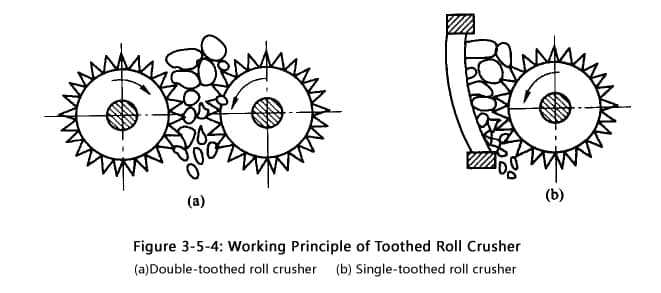 (a)
(b)
Figure 3-5-4: Working Principle of Toothed Roll Crusher
(a)Double-toothed roll crusher (b) Single-toothed roll crusher